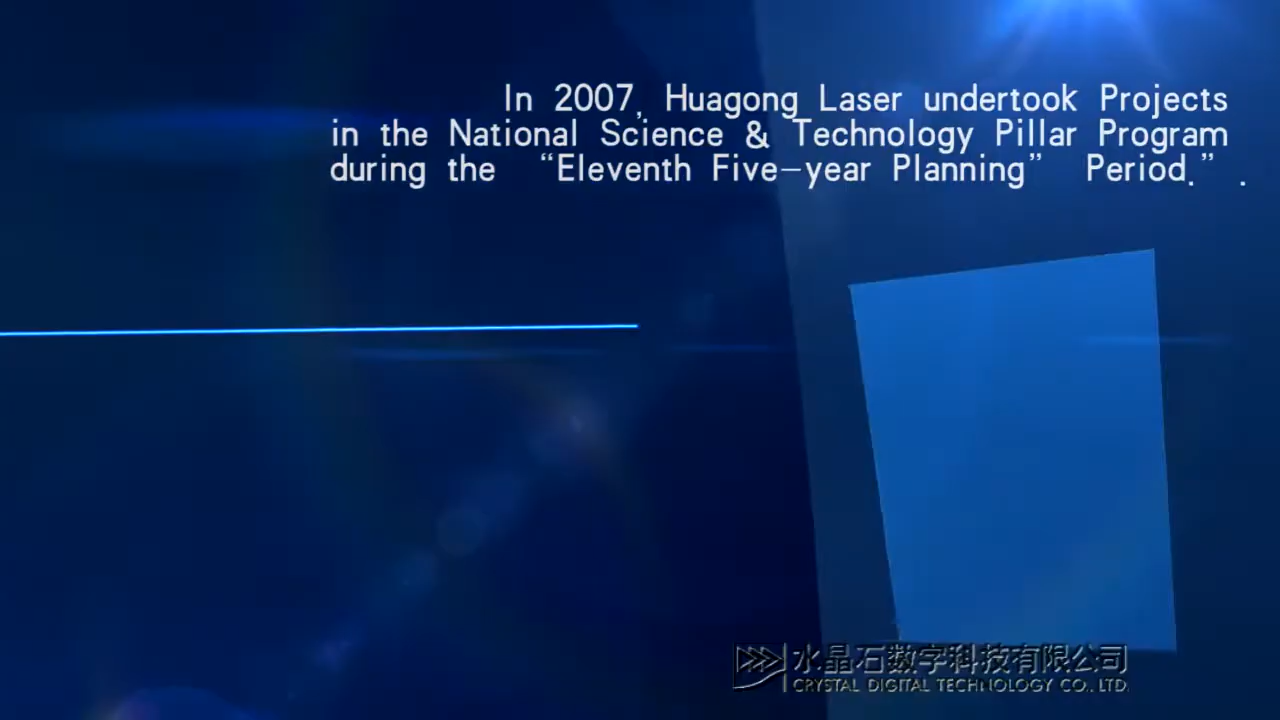 In 2007, Huagong Laser undertook Projects
in the National Science & Technology Pillar Program
during the “Eleventh Five-year Planning” Period.” .
水晶石数字科技有限公司
CRYSTAL DIGITAL TECHNOLOGY CO., LTD.